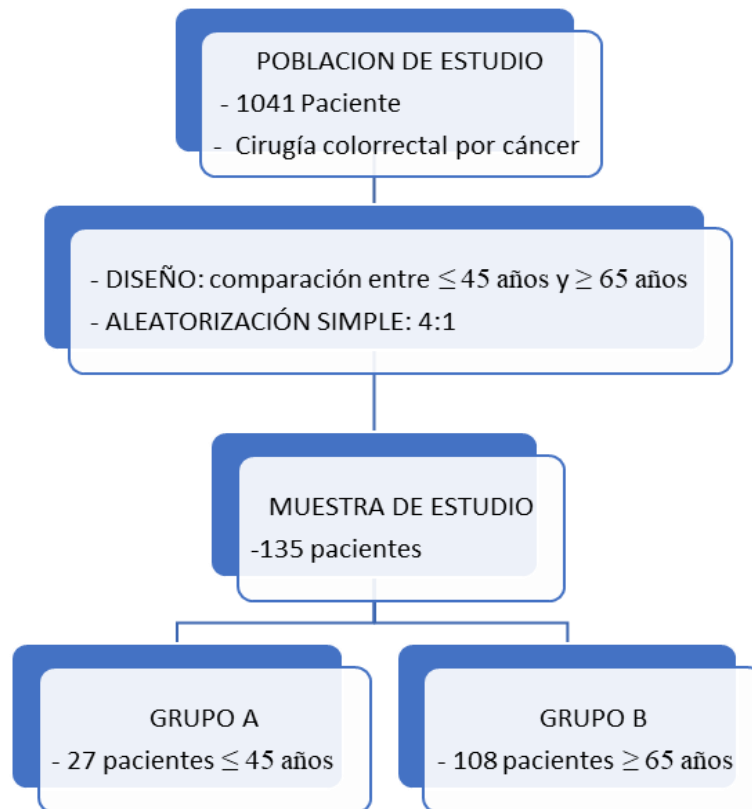 POBLACION DE ESTUDIO
- 1041 Paciente
- Cirugía colorrectal por cáncer
- DISEÑO: comparación entre ≤ 45 años y ≥ 65 años
- ALEATORIZACIÓN SIMPLE: 4:1
MUESTRA DE ESTUDIO
-135 pacientes
GRUPO A
- 27 pacientes ≤ 45 años
GRUPO B
- 108 pacientes ≥ 65 años